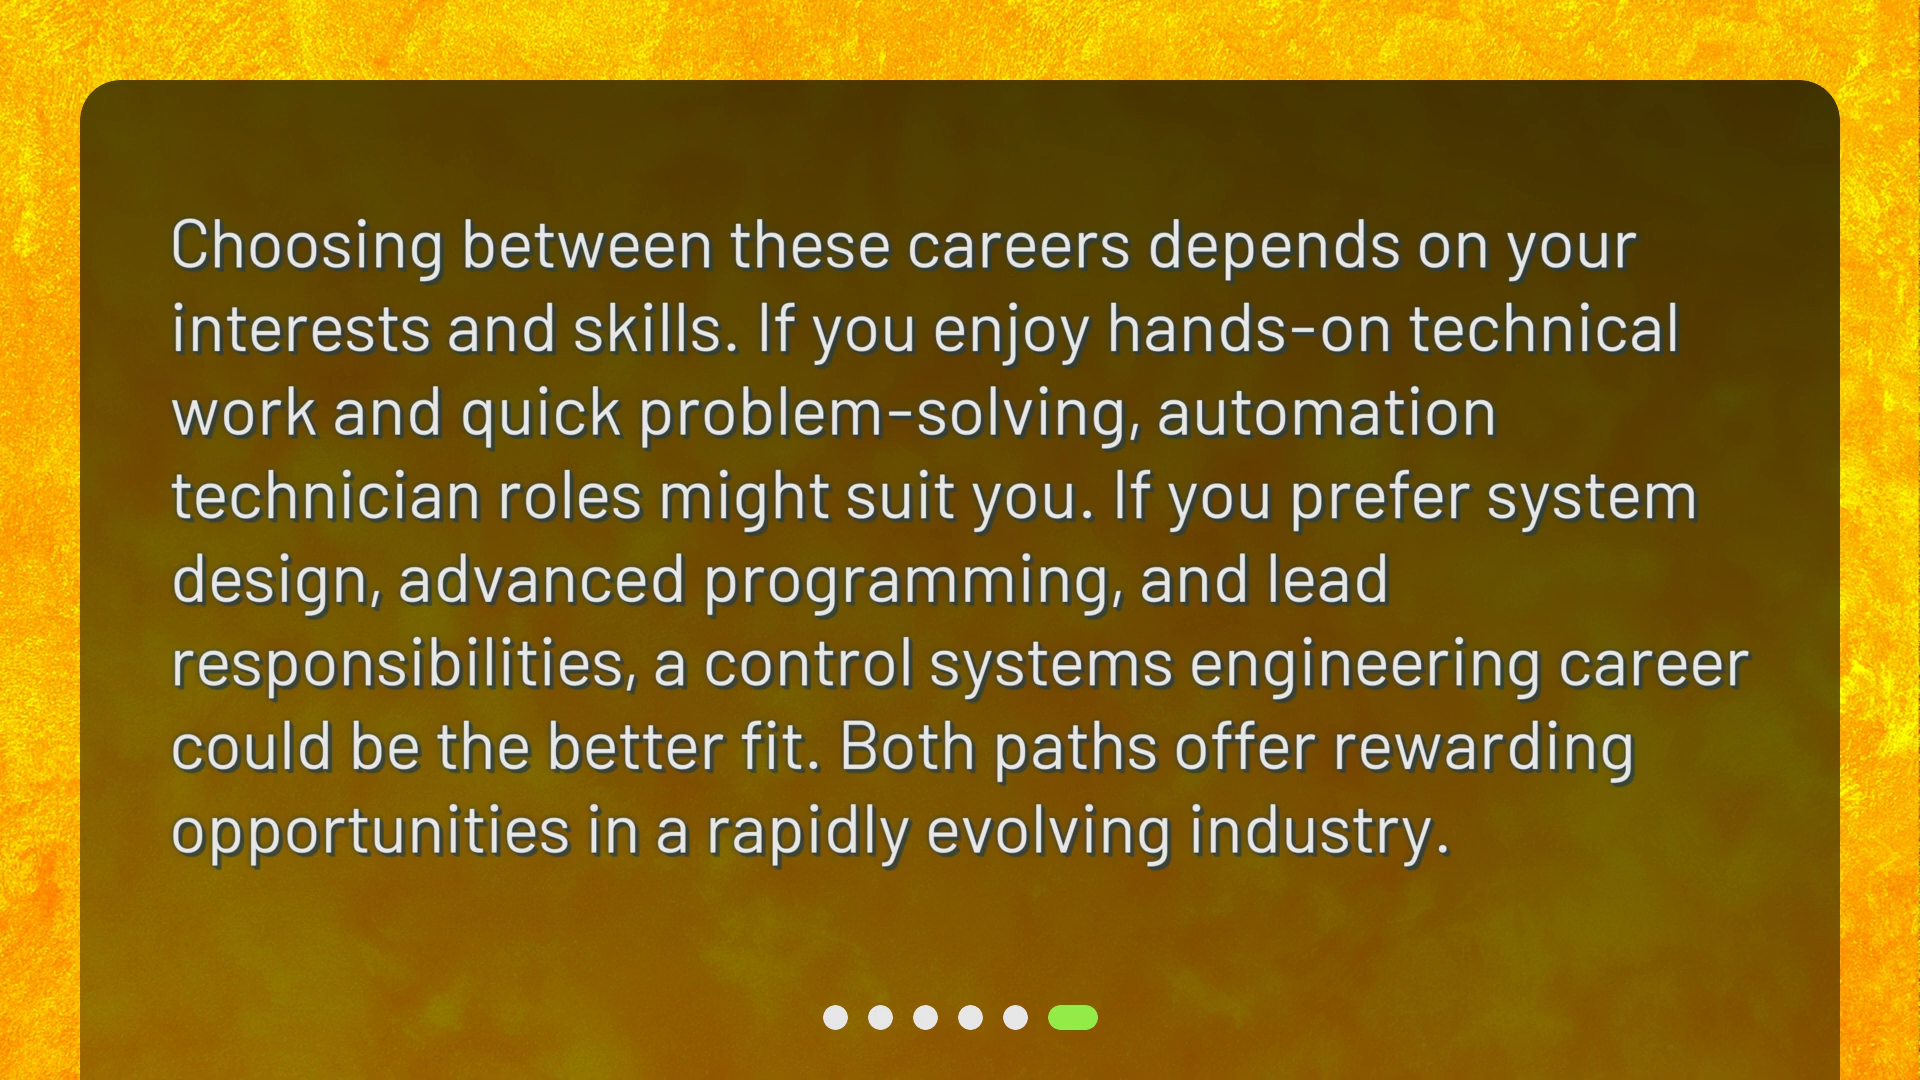 Choosing between these careers depends on your
interests and skills. If you enjoy hands-on technical
work and quick problem-solving, automation
technician roles might suit you. If you prefer system
design, advanced programming, and lead
responsibilities, a control systems engineering career
could be the better fit. Both paths offer rewarding
opportunities in a rapidly evolving industry.